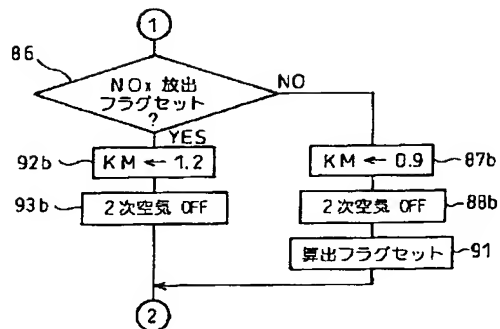 1
86
NOx 放出
フラグセット
?
NO
YES
92b
KM ← 1.2
KM ← 0.9
87b
93b
2次空気 OFF
2次空気 OFF
88b
算出フラグセット
91
2